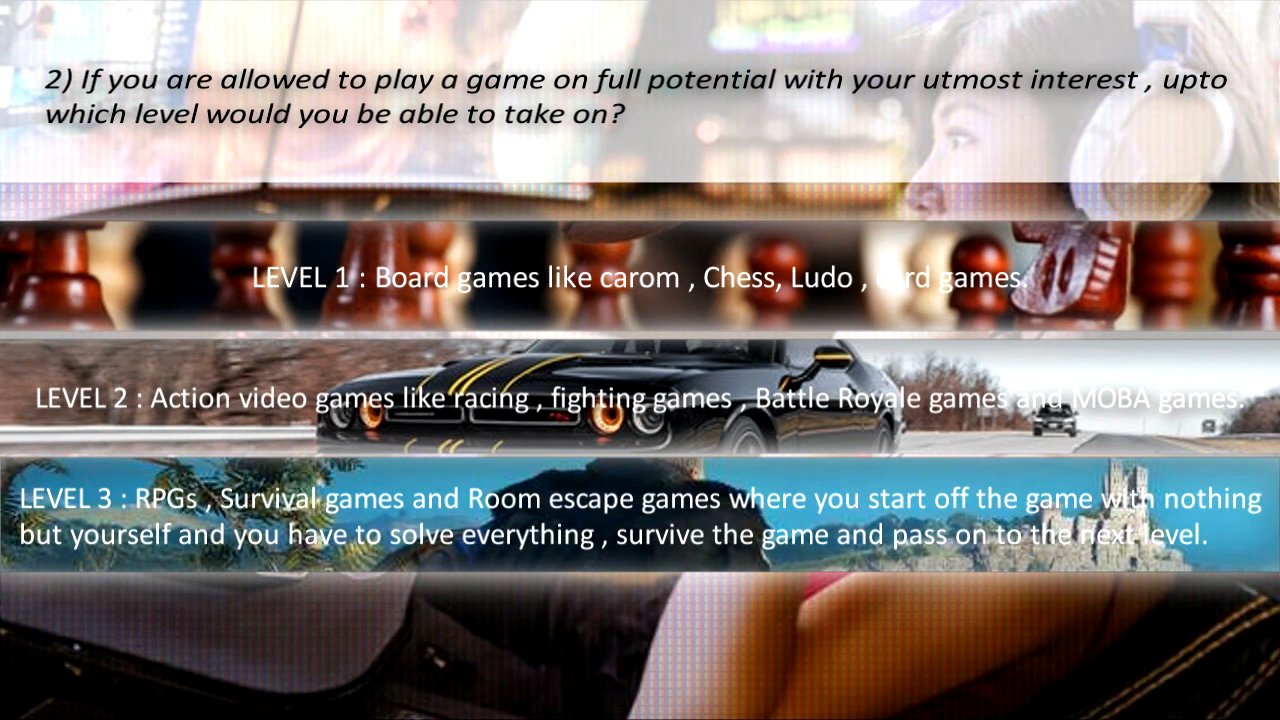 2) If you are allowed to play a game on full potential with your utmost interest , upto
which level would you be able to take on?
LEVEL 1 : Board games like carom , Chess, Ludo , card games.
LEVEL 2 : Action video games like racing , fighting games , Battle Royale games and MOBA games.
LEVEL 3 : RPGs , Survival games and Room escape games where you start off the game with nothing
but yourself and you have to solve everything , survive the game and pass on to the next level.